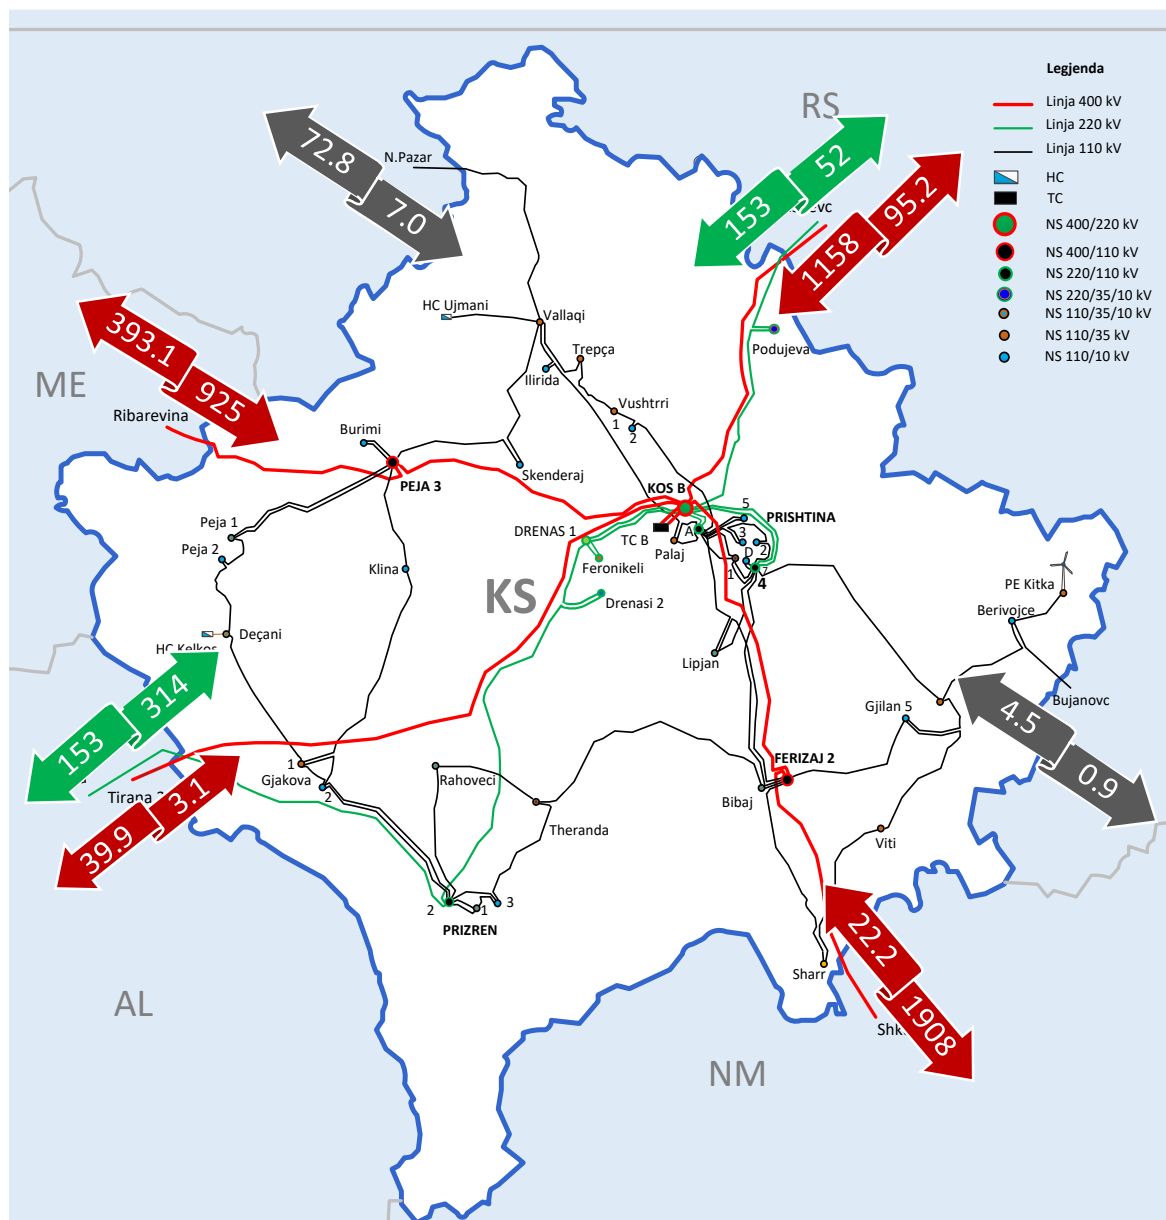 Legjenda
Linja 400 kV
Linja 220 kV
Linja 110 kV
HC
TC
NS 400/220 kV
NS 400/110 kV
NS 220/110 kV
NS 220/35/10 kV
NS 110/35/10 kV
NS 110/35 kV
NS 110/10 kV
RS
52
153
95.2
1158
72.8
7.0
N.Pazar
HC Ujmani
Vallaqi
Trepça
Ilirida
Podujeva
393.1
925
ME
Ribarevina
Burimi
Vushtrri
1
2
PEJA 3
Skenderaj
KOS B
5
PRISHTINA
Peja 1
Peja 2
DRENAS 1
TC B
A
3
2
Palaj
D
1
7
4
Feronikeli
Klina
KS
Drenasi 2
PE Kitka
Berivojce
Deçani
HC Kelkos
Lipjan
Bujanovc
314
153
Gjilan 5
4.5
0.9
1
Gjakova
2
Rahoveci
FERIZAJ 2
Tirana
3.1
39.9
Bibaj
Theranda
Viti
2
1
3
PRIZREN
22.2
1908
Sharr
AL
NM